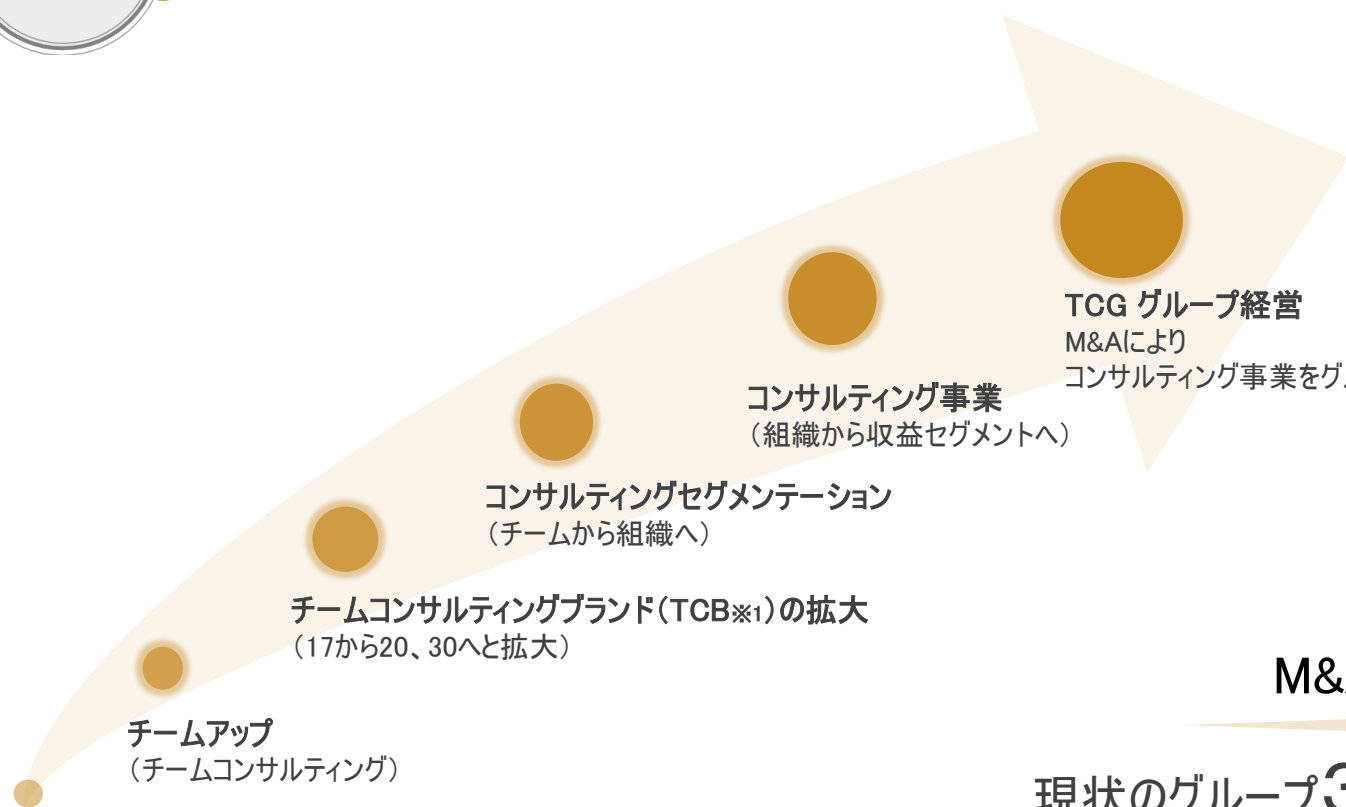 TCG グループ経営
M&Aにより
コンサルティング事業をグ
コンサルティング事業
（組織から収益セグメントへ）
コンサルティングセグメンテーション
（チームから組織へ）
チームコンサルティングブランド（TCB※1）の拡大
（17から20、30へと拡大）
チームアップ
（チームコンサルティング）
M&
現状のグループ3